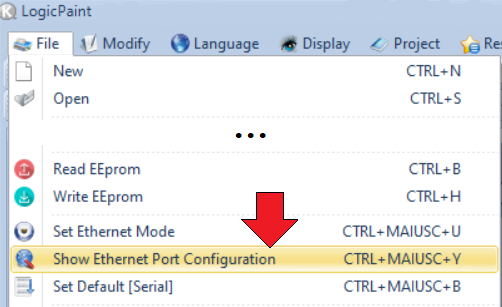 LogicPaint
File Modify Language Display Project Res
New CTRL+N
Open CTRL+S
...
Read EEprom CTRL+B
Write EEprom CTRL+H
Set Ethernet Mode CTRL+MAIUSC+U
Show Ethernet Port Configuration CTRL+MAIUSC+Y
Set Default [Serial] CTRL+MAIUSC+B